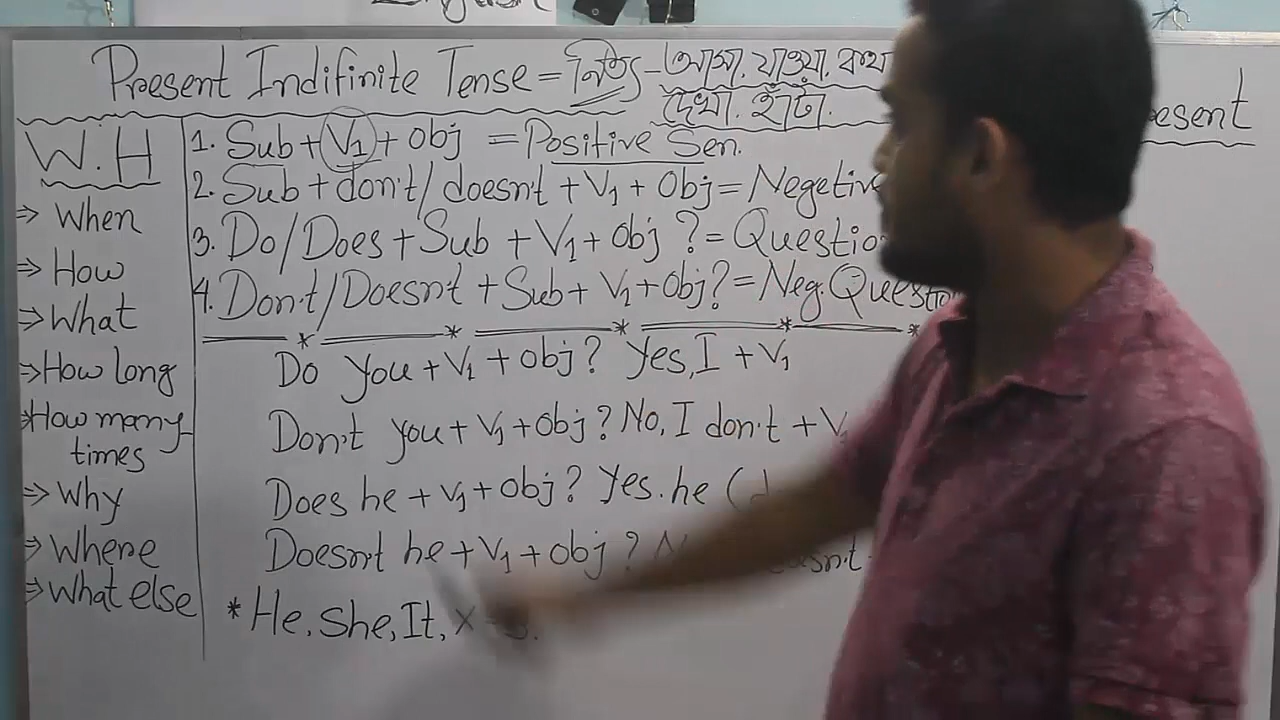 English
Present Indifinite Tense = নিত্য - আসা. যাওয়া. কথা
দেখা. হাঁটা.
esent
W.H
⇒ When
⇒ How
⇒ What
⇒ How long
⇒ How many
times
⇒ Why
⇒ Where
⇒ What else
1. Sub + V1 + obj = Positive Sen.
2. Sub + don't/doesn't + V1 + Obj = Negetive
3. Do/Does + Sub + V1 + Obj ? = Questio
4. Don't/Doesn't + Sub + V1 + Obj? = Neg. Questio
Do you + V1 + obj? Yes, I + V1
Don't you + V1 + Obj? No, I don't + V1
Does he + V1 + Obj? Yes. he (d
Doesn't he + V1 + obj ? N
* He, She, It, X